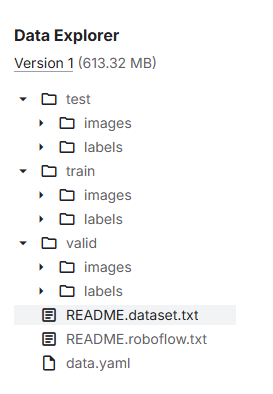 Data Explorer
Version 1 (613.32 MB)
test
images
labels
train
images
labels
valid
images
labels
README.dataset.txt
README.roboflow.txt
data.yaml